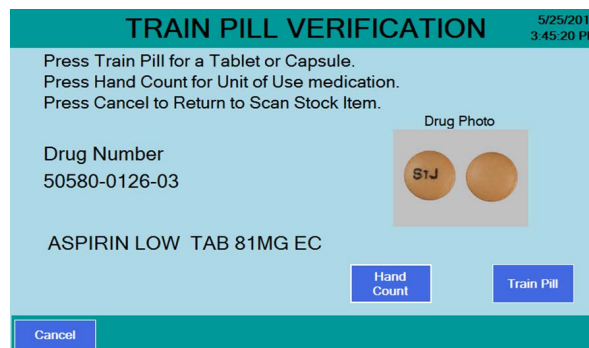 TRAIN PILL VERIFICATION
5/25/201
3:45:20 P
Press Train Pill for a Tablet or Capsule.
Press Hand Count for Unit of Use medication.
Press Cancel to Return to Scan Stock Item.
Drug Photo
Drug Number
50580-0126-03
S1J
ASPIRIN LOW TAB 81MG EC
Hand
Count
Train Pill
Cancel